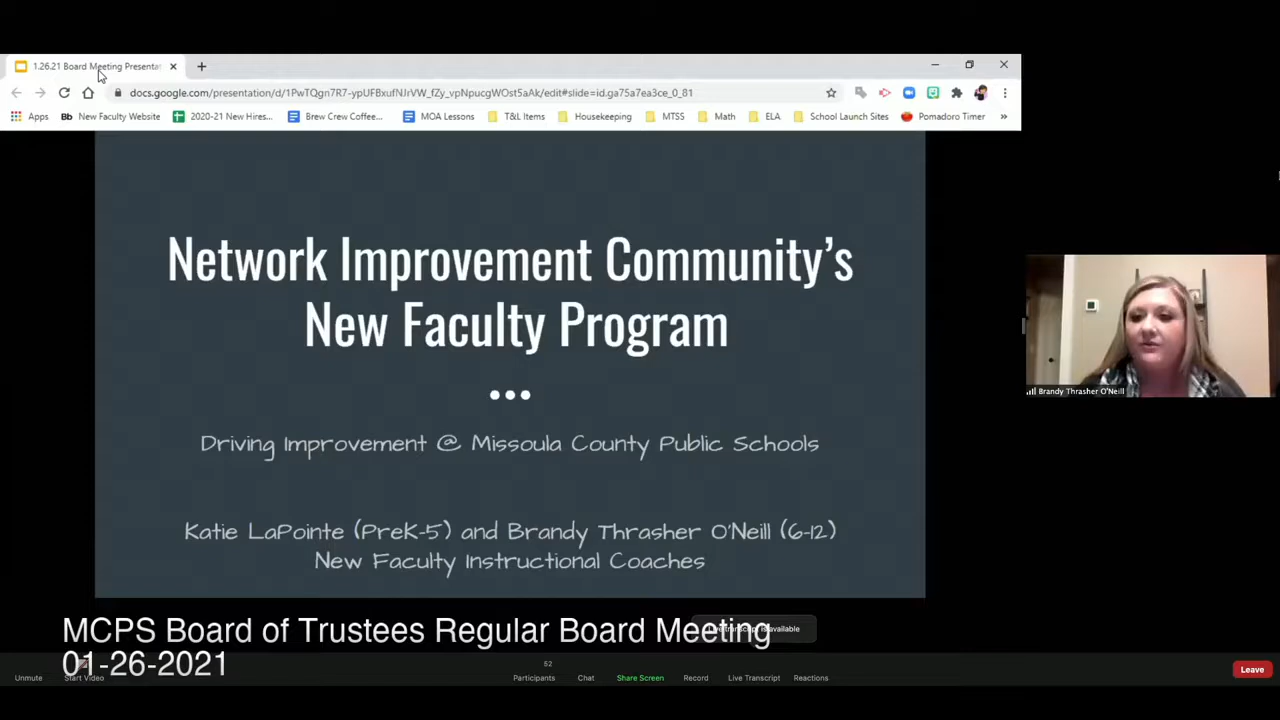 1.26.21 Board Meeting Presentat
docs.google.com/presentation/d/1PwTQgn7R7-ypUFBxufNJrVW_fZy_vpNpucgWOst5aAk/edit#slide=id.ga75a7ea3ce_0_81
Apps Bb New Faculty Website 2020-21 New Hires... Brew Crew Coffee... MOA Lessons T&L Items Housekeeping MTSS Math ELA School Launch Sites Pomadoro Timer »
Network Improvement Community's
New Faculty Program
Driving Improvement @ Missoula County Public Schools
Katie LaPointe (PreK-5) and Brandy Thrasher O'Neill (6-12)
New Faculty Instructional Coaches
Brandy Thrasher O'Neill
MCPS Board of Trustees Regular Board Meeting
available
01-26-2021
52
Unmute Start Video Participants Chat Share Screen Record Live Transcript Reactions Leave